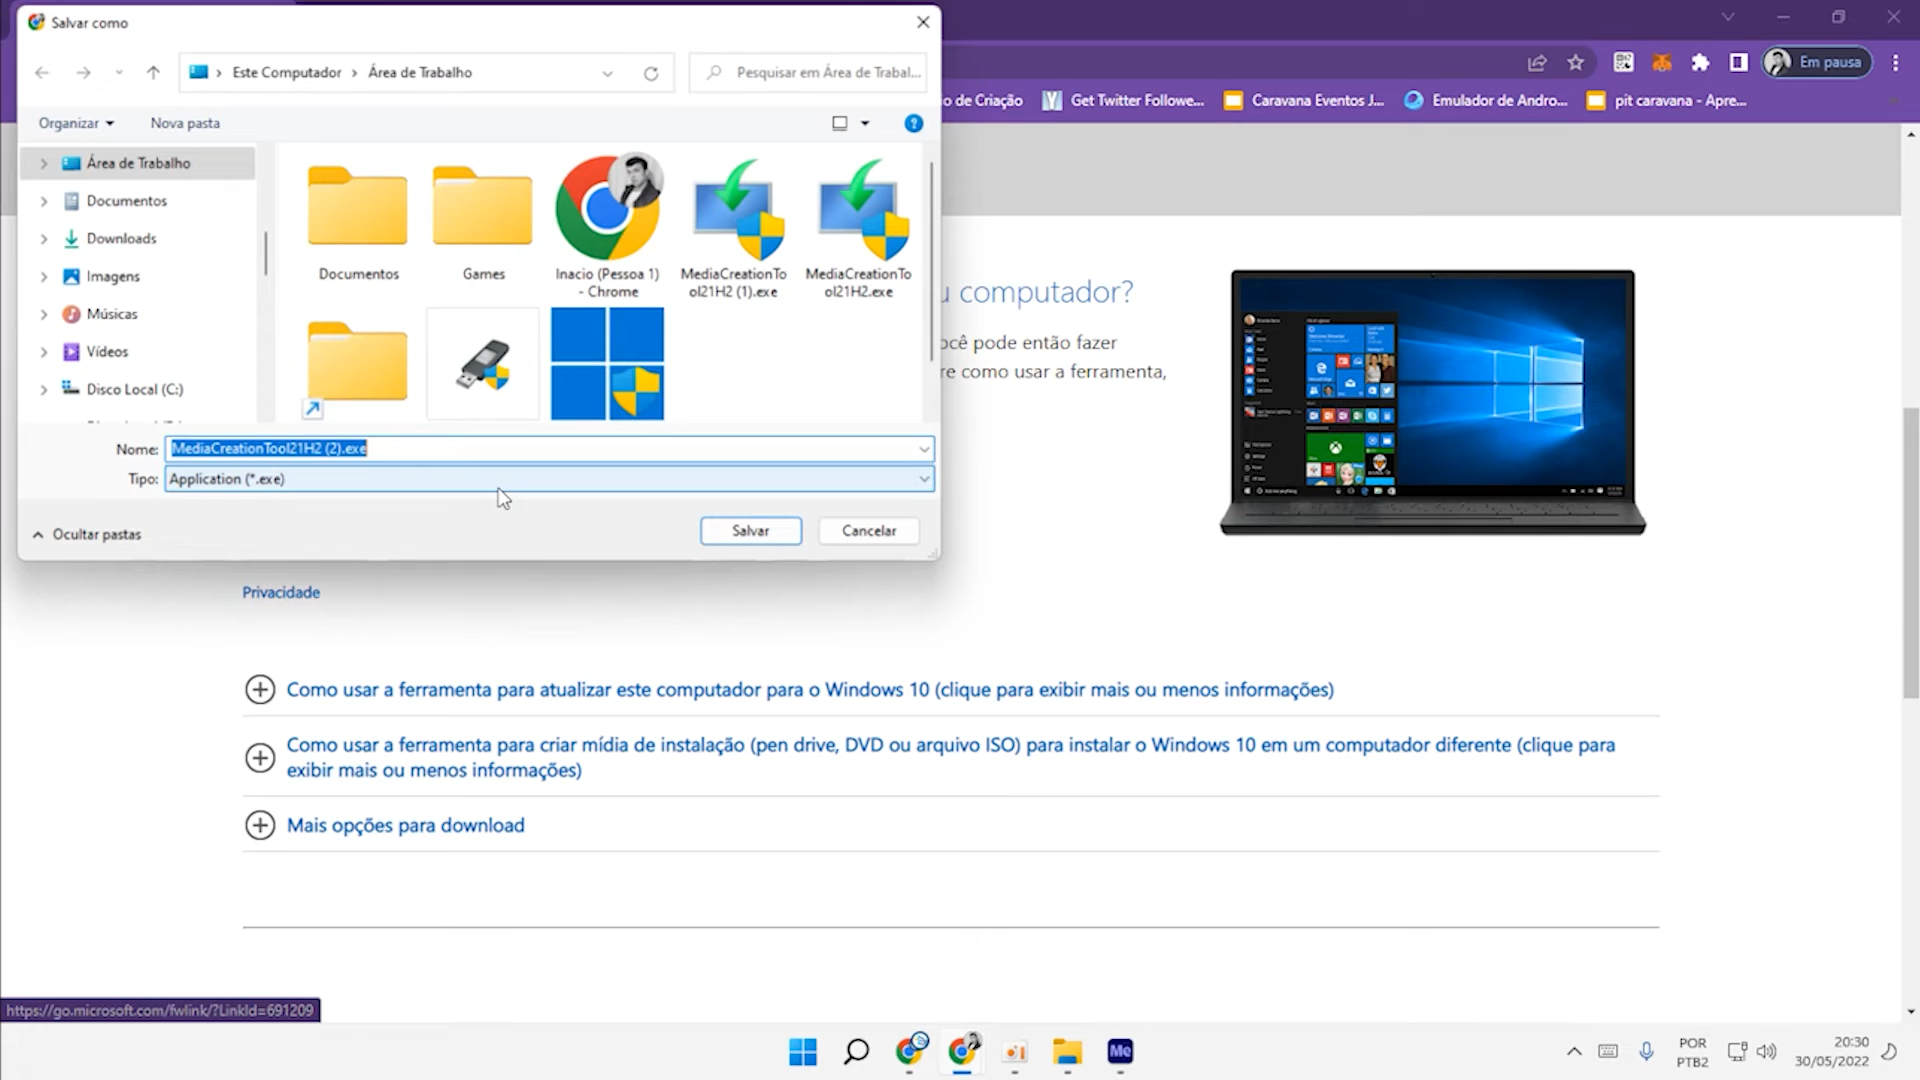 Salvar como
Este Computador
Área de Trabalho
Pesquisar em Área de Trabal...
Em pausa
Organizar
Nova pasta
io de Criação
Get Twitter Followe...
Caravana Eventos J...
Emulador de Andro...
pit caravana - Apre...
Área de Trabalho
Documentos
Downloads
Imagens
Músicas
Vídeos
Disco Local (C:)
Documentos
Games
Inacio (Pessoa 1)
- Chrome
MediaCreationTo
ol21H2 (1).exe
MediaCreationTo
ol21H2.exe
Nome:
MediaCreationTool21H2 (2).exe
Tipo:
Application (*.exe)
Ocultar pastas
Salvar
Cancelar
u computador?
ocê pode então fazer
re como usar a ferramenta,
Privacidade
Como usar a ferramenta para atualizar este computador para o Windows 10 (clique para exibir mais ou menos informações)
Como usar a ferramenta para criar mídia de instalação (pen drive, DVD ou arquivo ISO) para instalar o Windows 10 em um computador diferente (clique para
exibir mais ou menos informações)
Mais opções para download
https://go.microsoft.com/fwlink/?LinkId=691209
Me
POR
PTB2
20:30
30/05/2022